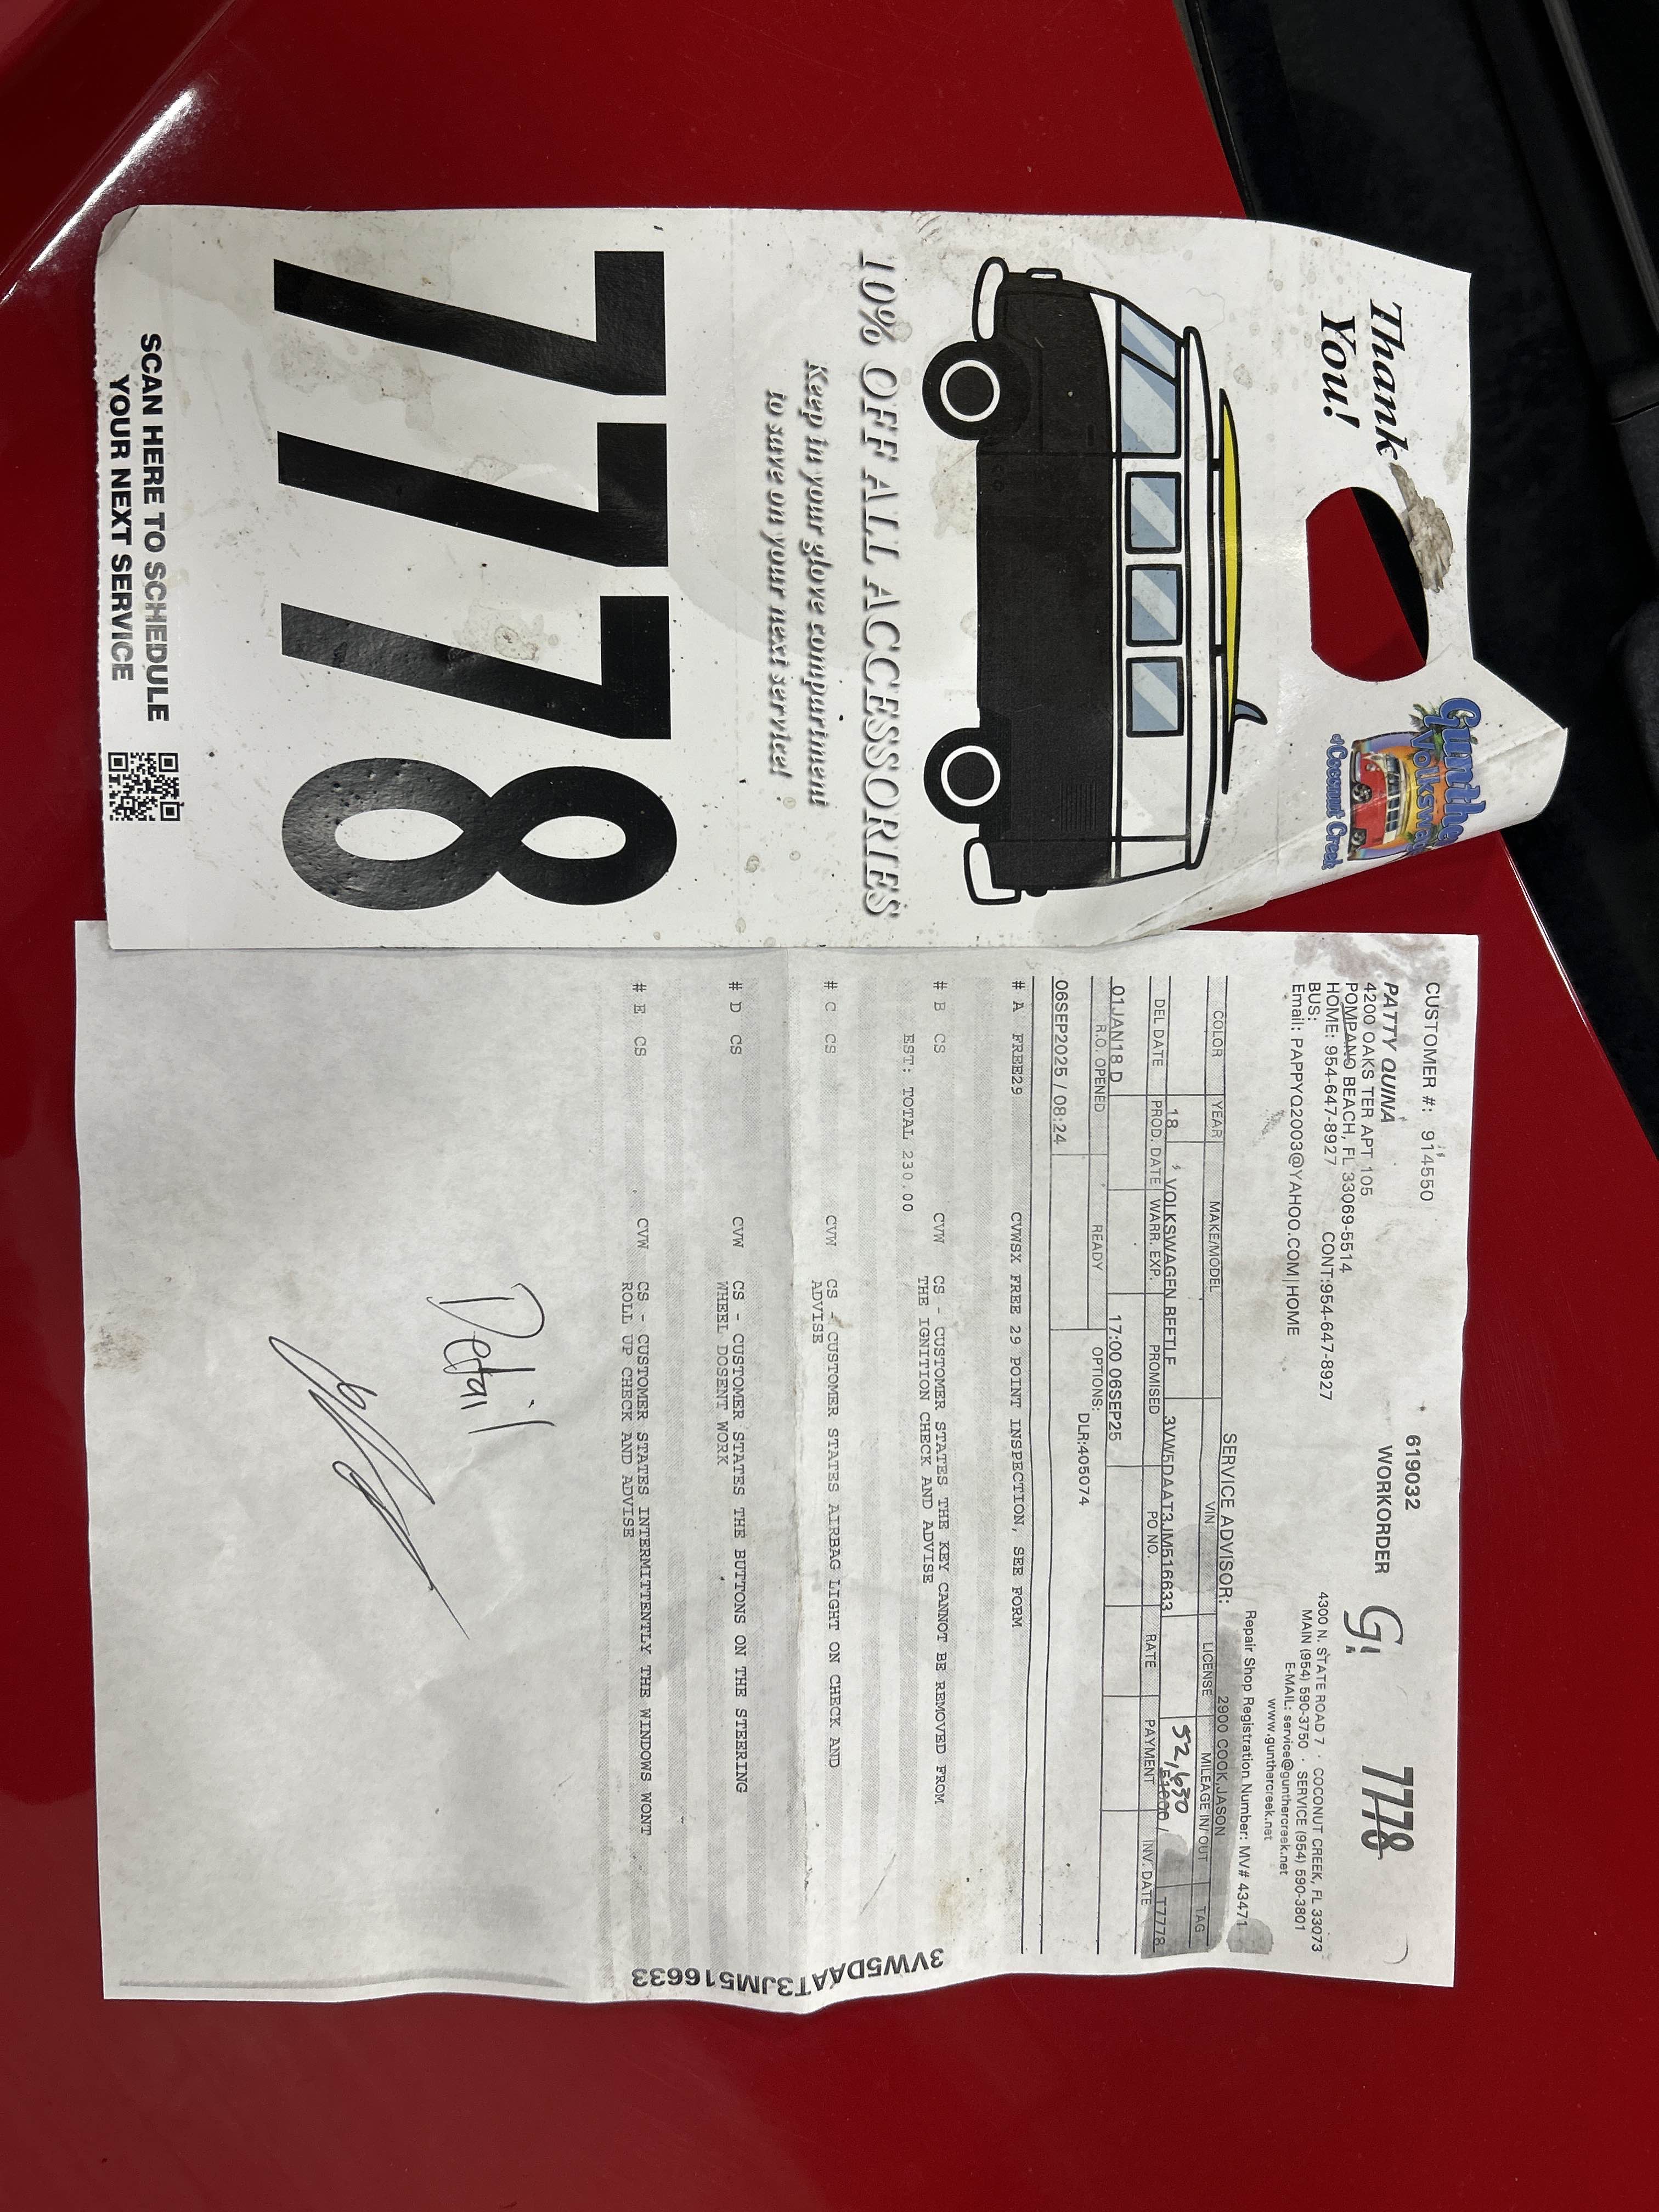 Thank
You!
Gunther
Volkswagen
of Coconut Creek
10% OFF ALL ACCESSORIES
Keep in your glove compartment
to save on your next service!
7778
SCAN HERE TO SCHEDULE
YOUR NEXT SERVICE
CUSTOMER #: 914550
619032
WORKORDER
7778
PATTY QUINA
4200 OAKS TER APT 105
POMPANO BEACH, FL 33069-5514
HOME: 954-647-8927 CONT:954-647-8927
BUS:
Email: PAPPYQ2003@YAHOO.COM|HOME
4300 N. STATE ROAD 7 · COCONUT CREEK, FL 33073
MAIN (954) 590-3750 · SERVICE (954) 590-3801
E-MAIL: service@gunthercreek.net
www.gunthercreek.net
Repair Shop Registration Number: MV# 43471
SERVICE ADVISOR: 2900 COOK,JASON
COLOR YEAR MAKE/MODEL VIN LICENSE MILEAGE IN/OUT TAG
52,630
18 VOLKSWAGEN BEETLE 3VW5DAAT3JM516633 T7778
DEL DATE PROD. DATE WARR. EXP. PROMISED PO NO. RATE PAYMENT INV. DATE
01JAN18 D 17:00 06SEP25
R.O. OPENED READY OPTIONS: DLR:405074
06SEP2025 / 08:24
# A FREE29 CVWSX FREE 29 POINT INSPECTION, SEE FORM
# B CS CVW CS - CUSTOMER STATES THE KEY CANNOT BE REMOVED FROM
THE IGNITION CHECK AND ADVISE
EST: TOTAL 230.00
# C CS CVW CS - CUSTOMER STATES AIRBAG LIGHT ON CHECK AND
ADVISE
# D CS CVW CS - CUSTOMER STATES THE BUTTONS ON THE STEERING
WHEEL DOSENT WORK
# E CS CVW CS - CUSTOMER STATES INTERMITTENTLY THE WINDOWS WONT
ROLL UP CHECK AND ADVISE
Detail
3VW5DAAT3JM516633